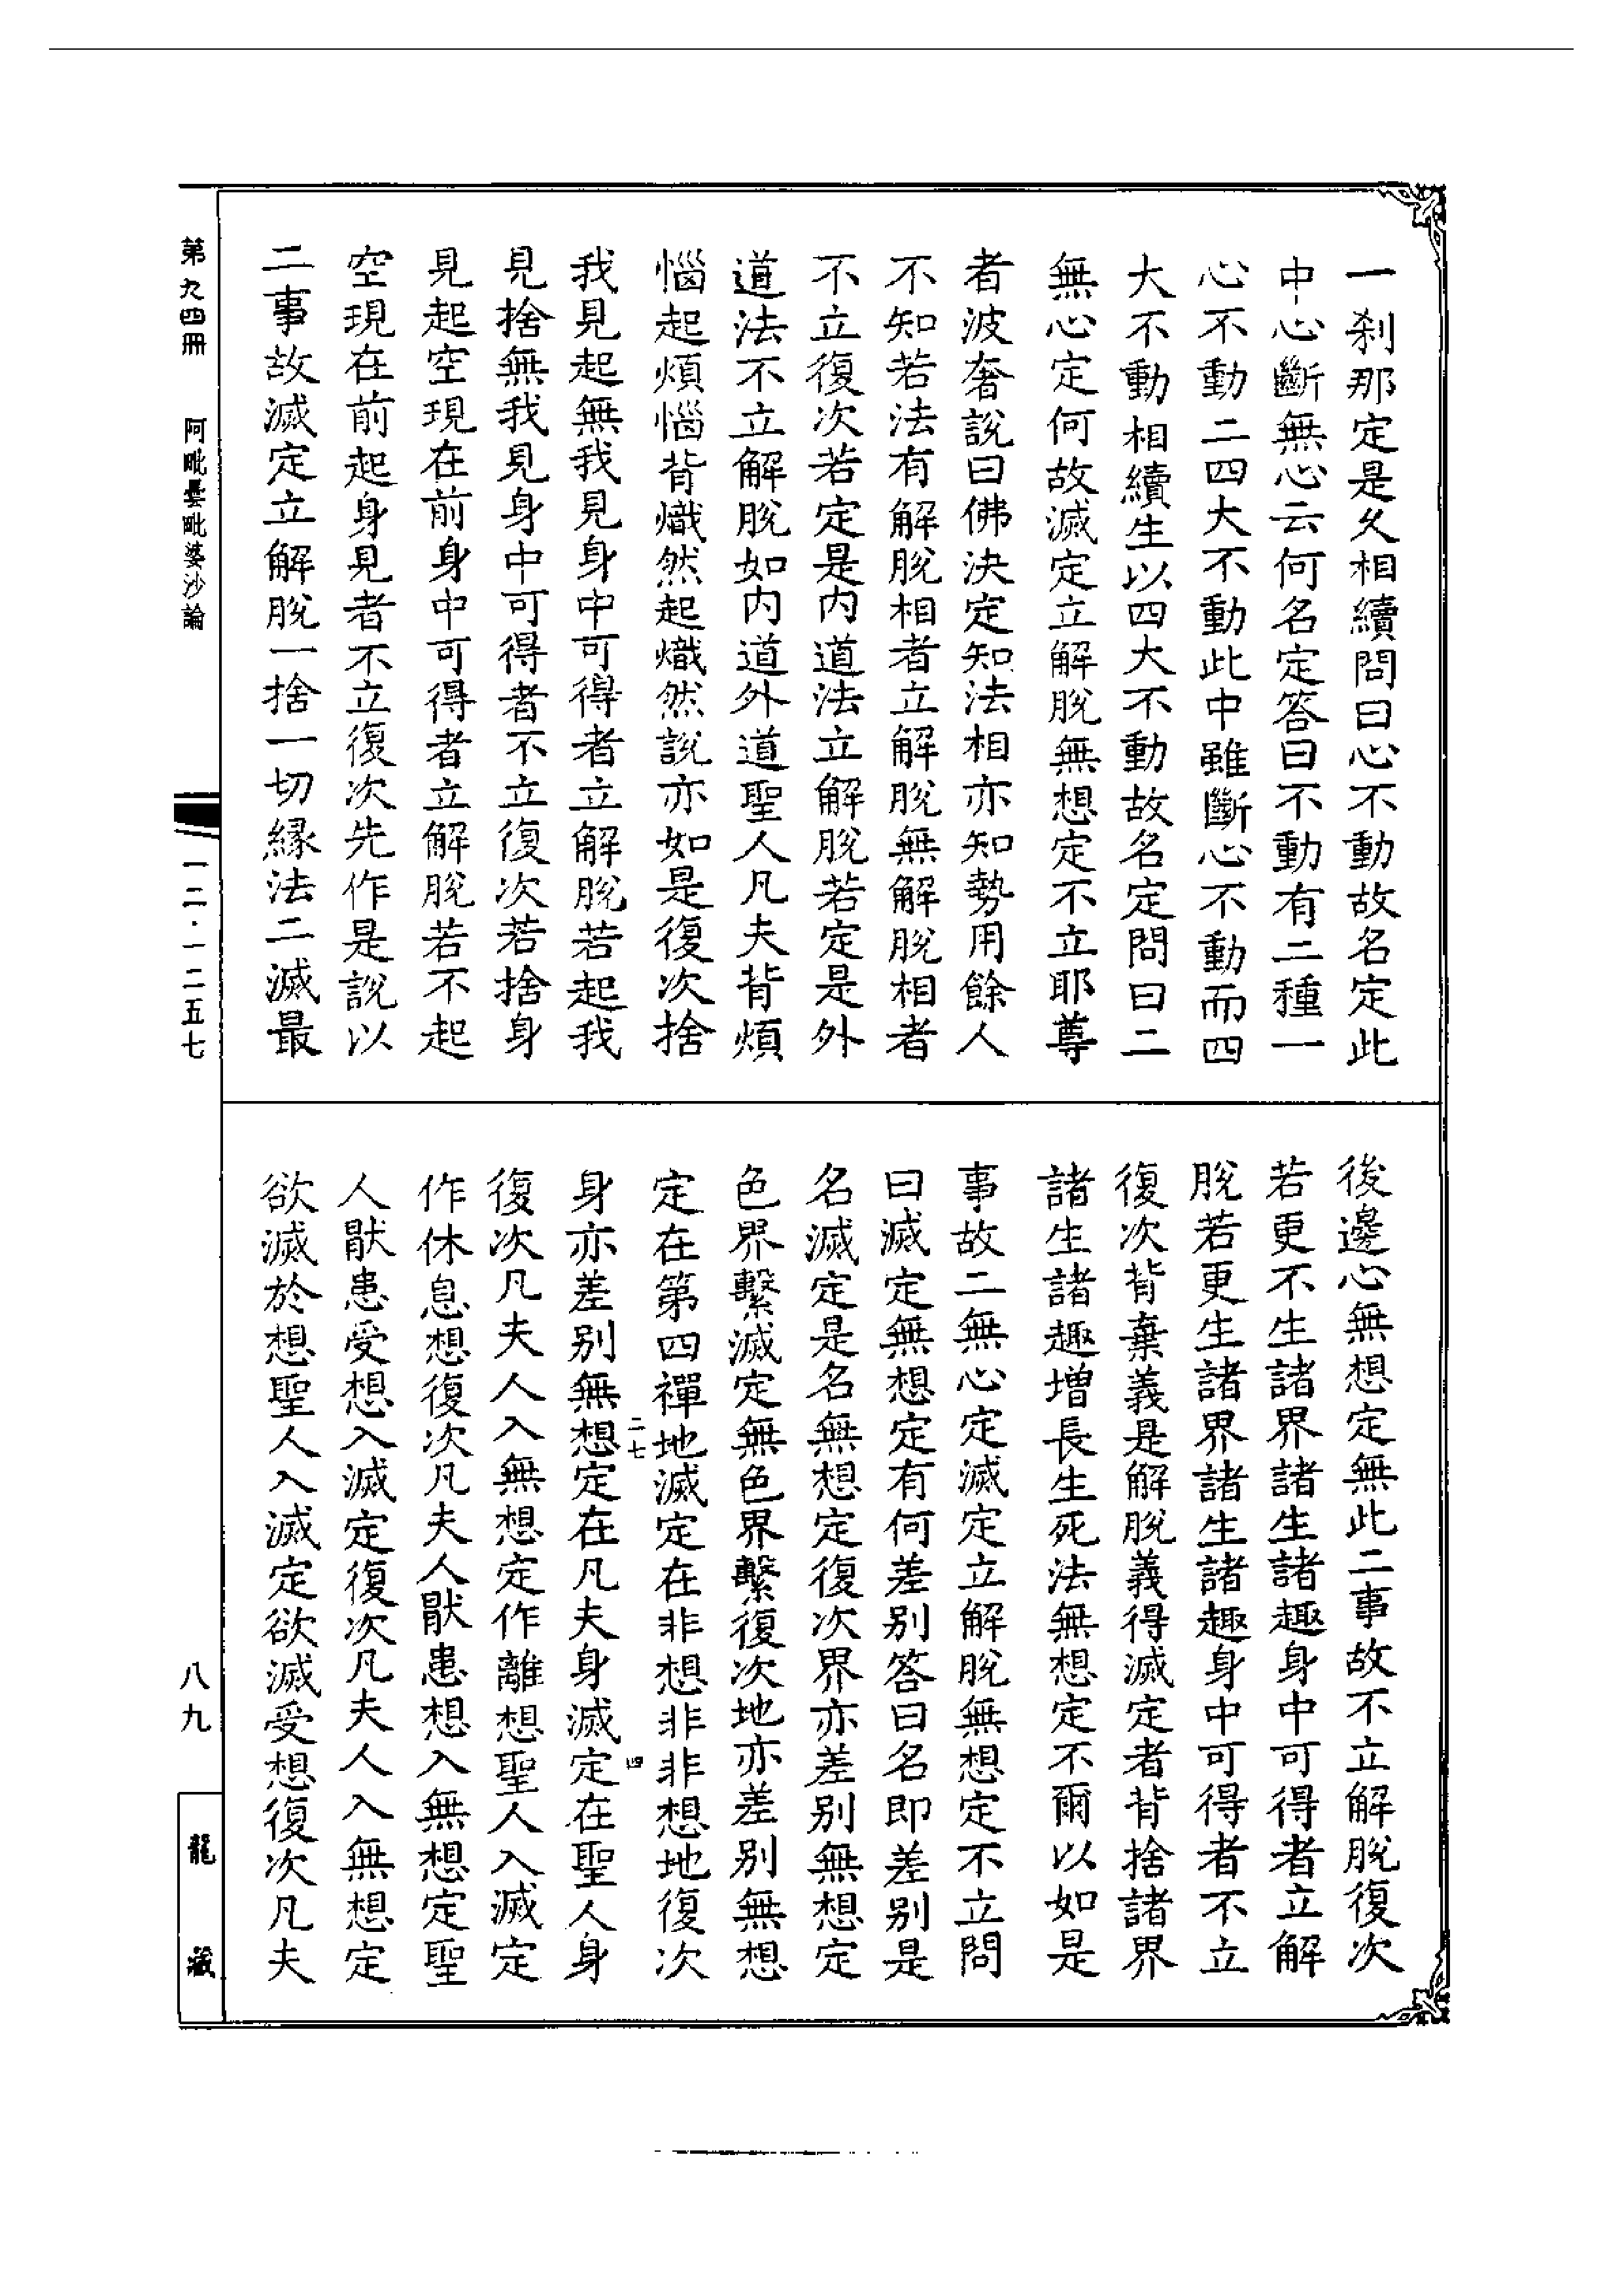 一刹那定是久相續問曰心不動故名定此
中心斷無心云何名定答曰不動有二種一
心不動二四大不動此中雖斷心不動而四
大不動相續生以四大不動故名定問曰二
無心定何故滅定立解脫無想定不立耶尊
者波奢說曰佛決定知法相亦知勢用餘人
不知若法有解脫相者立解脫無解脫相者
不立復次若定是內道法立解脫若定是外
道法不立解脫如內道外道聖人凡夫背煩
惱起煩惱背熾然起熾然說亦如是復次捨
我見起無我見身中可得者立解脫若起我
見捨無我見身中可得者不立復次若捨身
見起空現在前身中可得者立解脫若不起
空現在前起身見者不立復次先作是說以
二事故滅定立解脫一捨一切緣法二滅最
後邊心無想定無此二事故不立解脫復次
若更不生諸界諸生諸趣身中可得者立解
脫若更生諸界諸生諸趣身中可得者不立
復次背棄義是解脫義得滅定者背捨諸界
諸生諸趣增長生死法無想定不爾以如是
事故二無心定滅定立解脫無想定不立問
曰滅定無想定有何差別答曰名即差別是
名滅定是名無想定復次界亦差別無想定
色界繫滅定無色界繫復次地亦差別無想
定在第四禪地滅定在非想非非想地復次
身亦差別無想定在凡夫身滅定在聖人身
復次凡夫人入無想定作離想聖人入滅定
作休息想復次凡夫人猒患想入無想定聖
人猒患受想入滅定復次凡夫人入無想定
欲滅於想聖人入滅定欲滅受想復次凡夫
二七
四
第九四冊 阿毗曇毗婆沙論
一二·一二五七
八九
龍藏